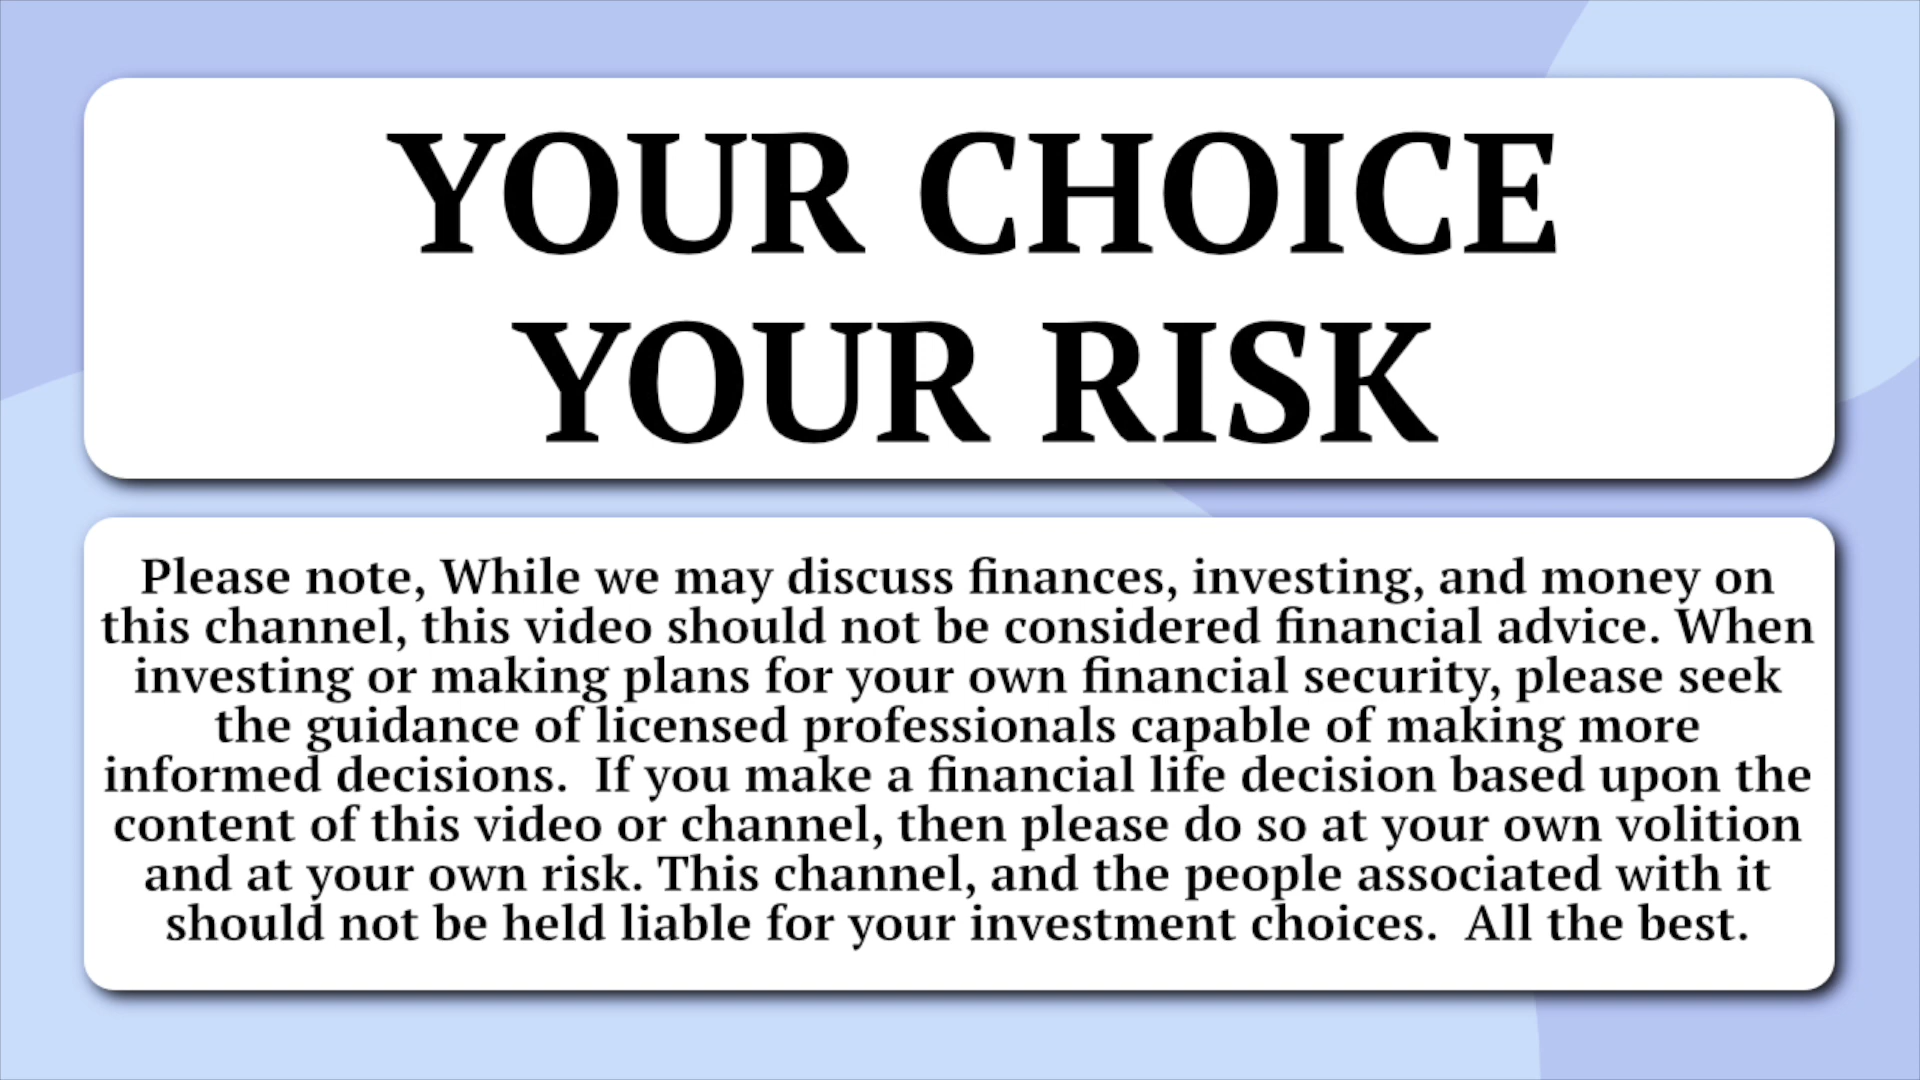 YOUR CHOICE
YOUR RISK
Please note, While we may discuss finances, investing, and money on
this channel, this video should not be considered financial advice. When
investing or making plans for your own financial security, please seek
the guidance of licensed professionals capable of making more
informed decisions.  If you make a financial life decision based upon the
content of this video or channel, then please do so at your own volition
and at your own risk. This channel, and the people associated with it
should not be held liable for your investment choices.  All the best.